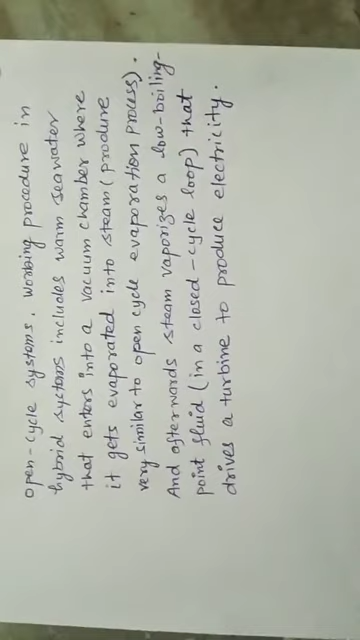 open-cycle systems. working procedure in
hybrid systems includes warm seawater
that enters into a vacuum chamber where
it gets evaporated into steam (produre
very similar to open cycle evaporation process).
And afterwords steam vaporizes a low-boiling-
point fluid (in a closed-cycle loop) that
drives a turbine to produce electricity.